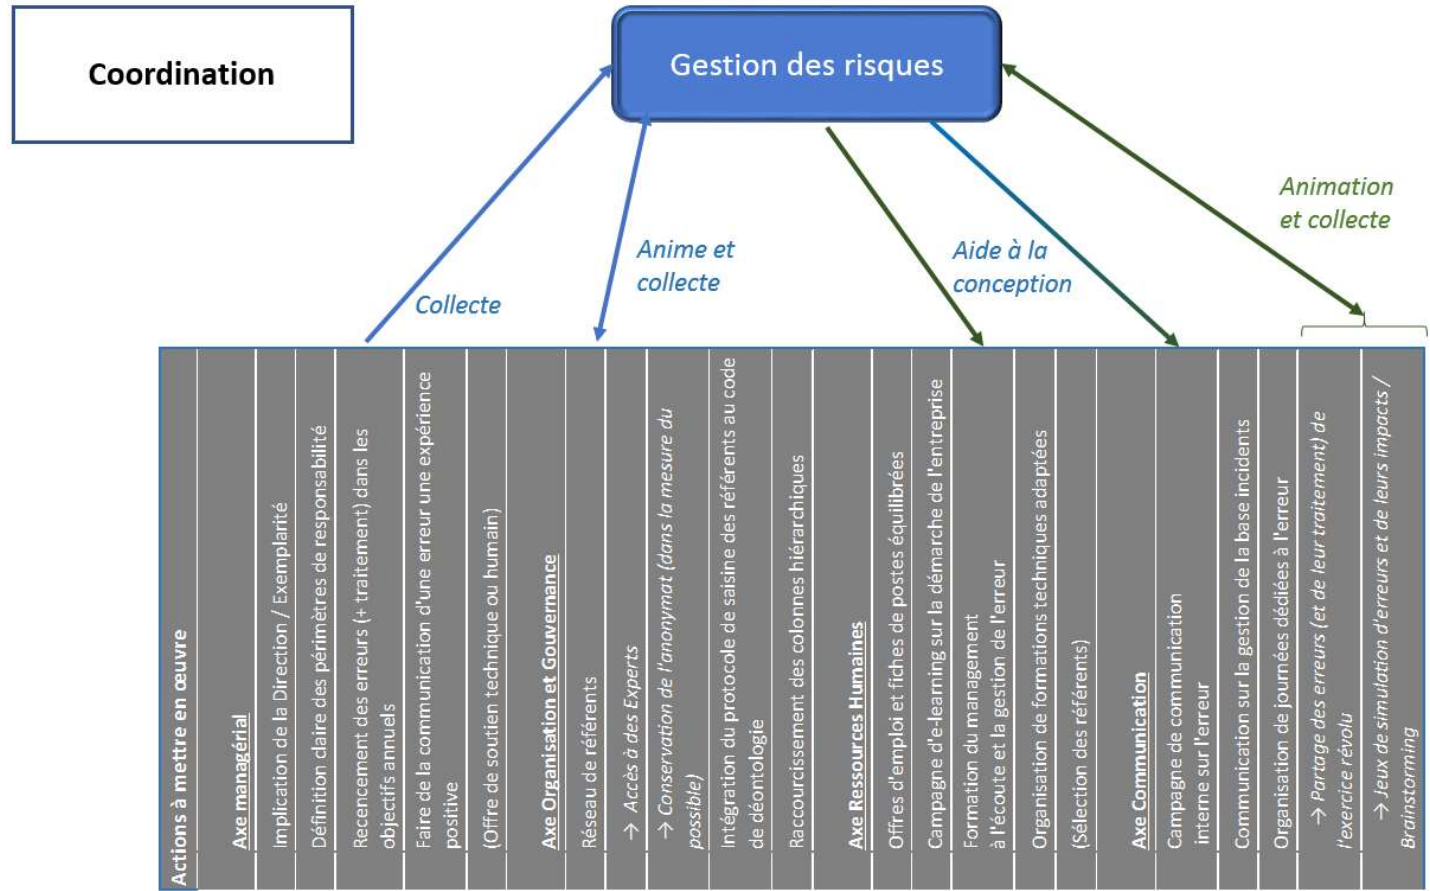 Coordination
Gestion des risques
Collecte
Anime et
collecte
Aide à la
conception
Animation
et collecte
Actions à mettre en œuvre
Axe managérial
Implication de la Direction / Exemplarité
Définition claire des périmètres de responsabilité
Recencement des erreurs (+ traitement) dans les
objectifs annuels
Faire de la communication d'une erreur une expérience
positive
(Offre de soutien technique ou humain)
Axe Organisation et Gouvernance
Réseau de référents
→ Accès à des Experts
→ Conservation de l'anonymat (dans la mesure du
possible)
Intégration du protocole de saisine des référents au code
de déontologie
Raccourcissement des colonnes hiérarchiques
Axe Ressources Humaines
Offres d'emploi et fiches de postes équilibrées
Campagne d'e-learning sur la démarche de l'entreprise
Formation du management
à l'écoute et la gestion de l'erreur
Organisation de formations techniques adaptées
(Sélection des référents)
Axe Communication
Campagne de communication
interne sur l'erreur
Communication sur la gestion de la base incidents
Organisation de journées dédiées à l'erreur
→ Partage des erreurs (et de leur traitement) de
l'exercice révolu
→ Jeux de simulation d'erreurs et de leurs impacts /
Brainstorming